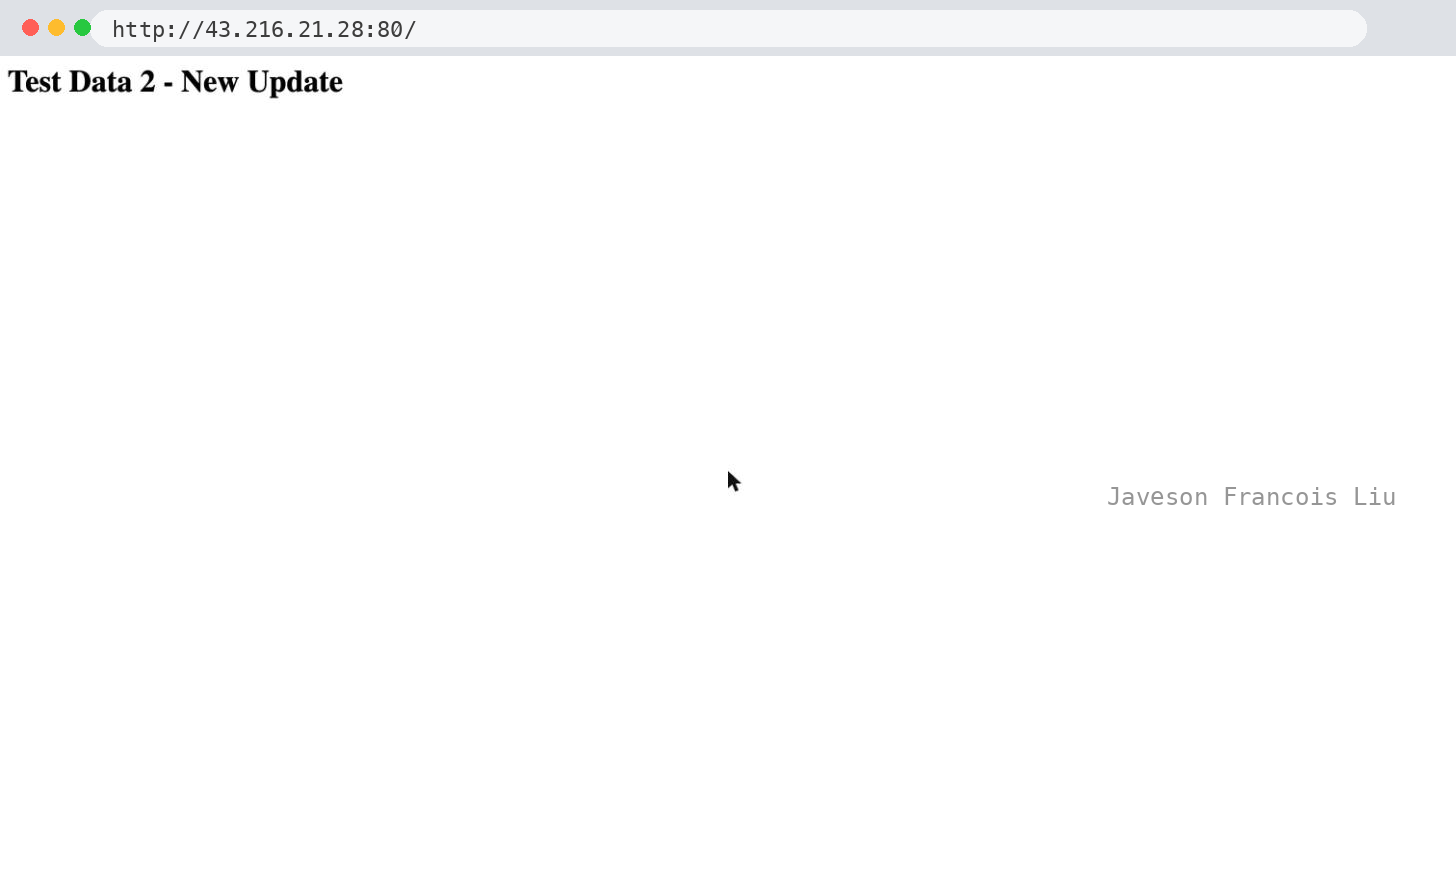 http://43.216.21.28:80/
Test Data 2 - New Update
Javeson Francois Liu